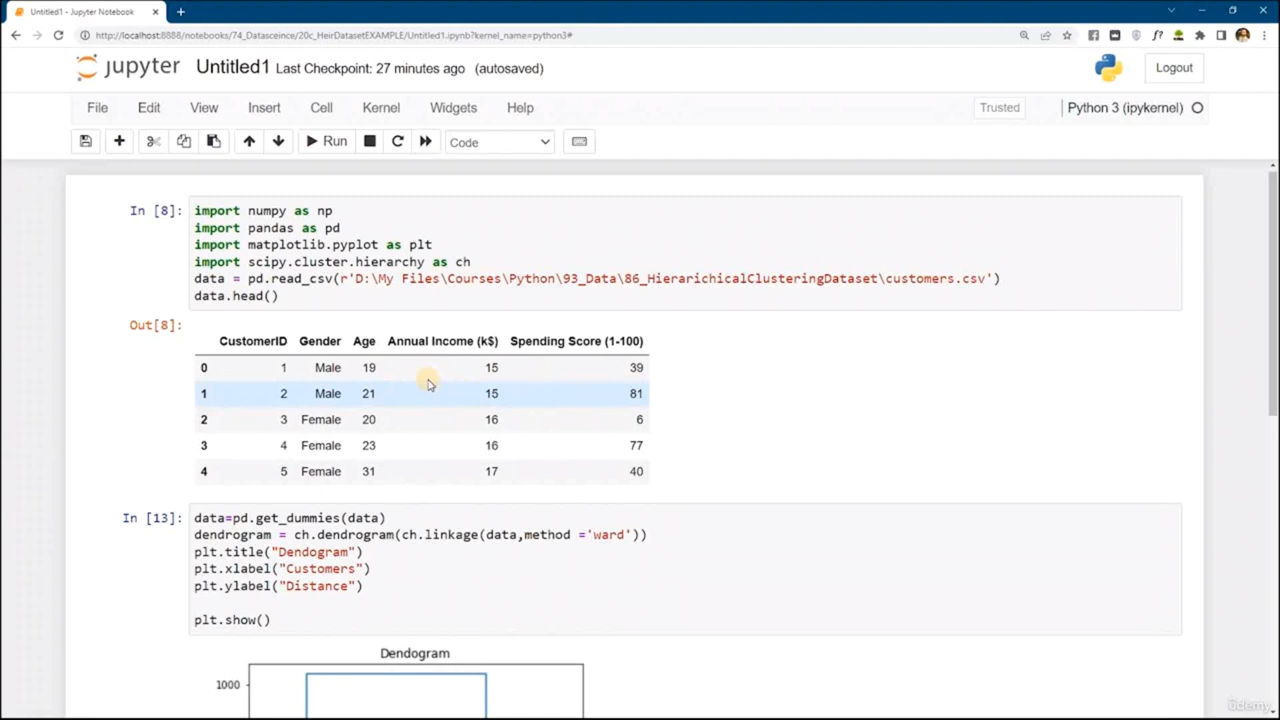 Untitled1 - Jupyter Notebook
http://localhost:8888/notebooks/74_Datasceince/20c_HeirDatasetEXAMPLE/Untitled1.ipynb?kernel_name=python3#
jupyter Untitled1 Last Checkpoint: 27 minutes ago (autosaved) Logout
File Edit View Insert Cell Kernel Widgets Help Trusted Python 3 (ipykernel)
Run Code
In [8]: import numpy as np
import pandas as pd
import matplotlib.pyplot as plt
import scipy.cluster.hierarchy as ch
data = pd.read_csv(r'D:\My Files\Courses\Python\93_Data\86_HierarichicalClusteringDataset\customers.csv')
data.head()
Out[8]:
CustomerID Gender Age Annual Income (k$) Spending Score (1-100)
0 1 Male 19 15 39
1 2 Male 21 15 81
2 3 Female 20 16 6
3 4 Female 23 16 77
4 5 Female 31 17 40
In [13]: data=pd.get_dummies(data)
dendrogram = ch.dendrogram(ch.linkage(data,method ='ward'))
plt.title("Dendogram")
plt.xlabel("Customers")
plt.ylabel("Distance")
plt.show()
Dendogram
1000
Udemy